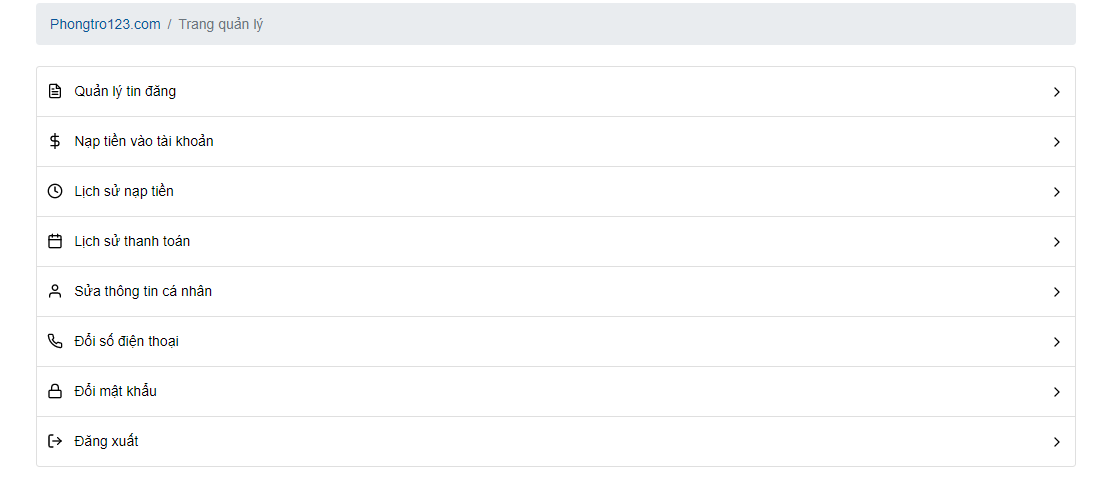 Phongtro123.com / Trang quản lý
Quản lý tin đăng
Nạp tiền vào tài khoản
Lịch sử nạp tiền
Lịch sử thanh toán
Sửa thông tin cá nhân
Đổi số điện thoại
Đổi mật khẩu
Đăng xuất